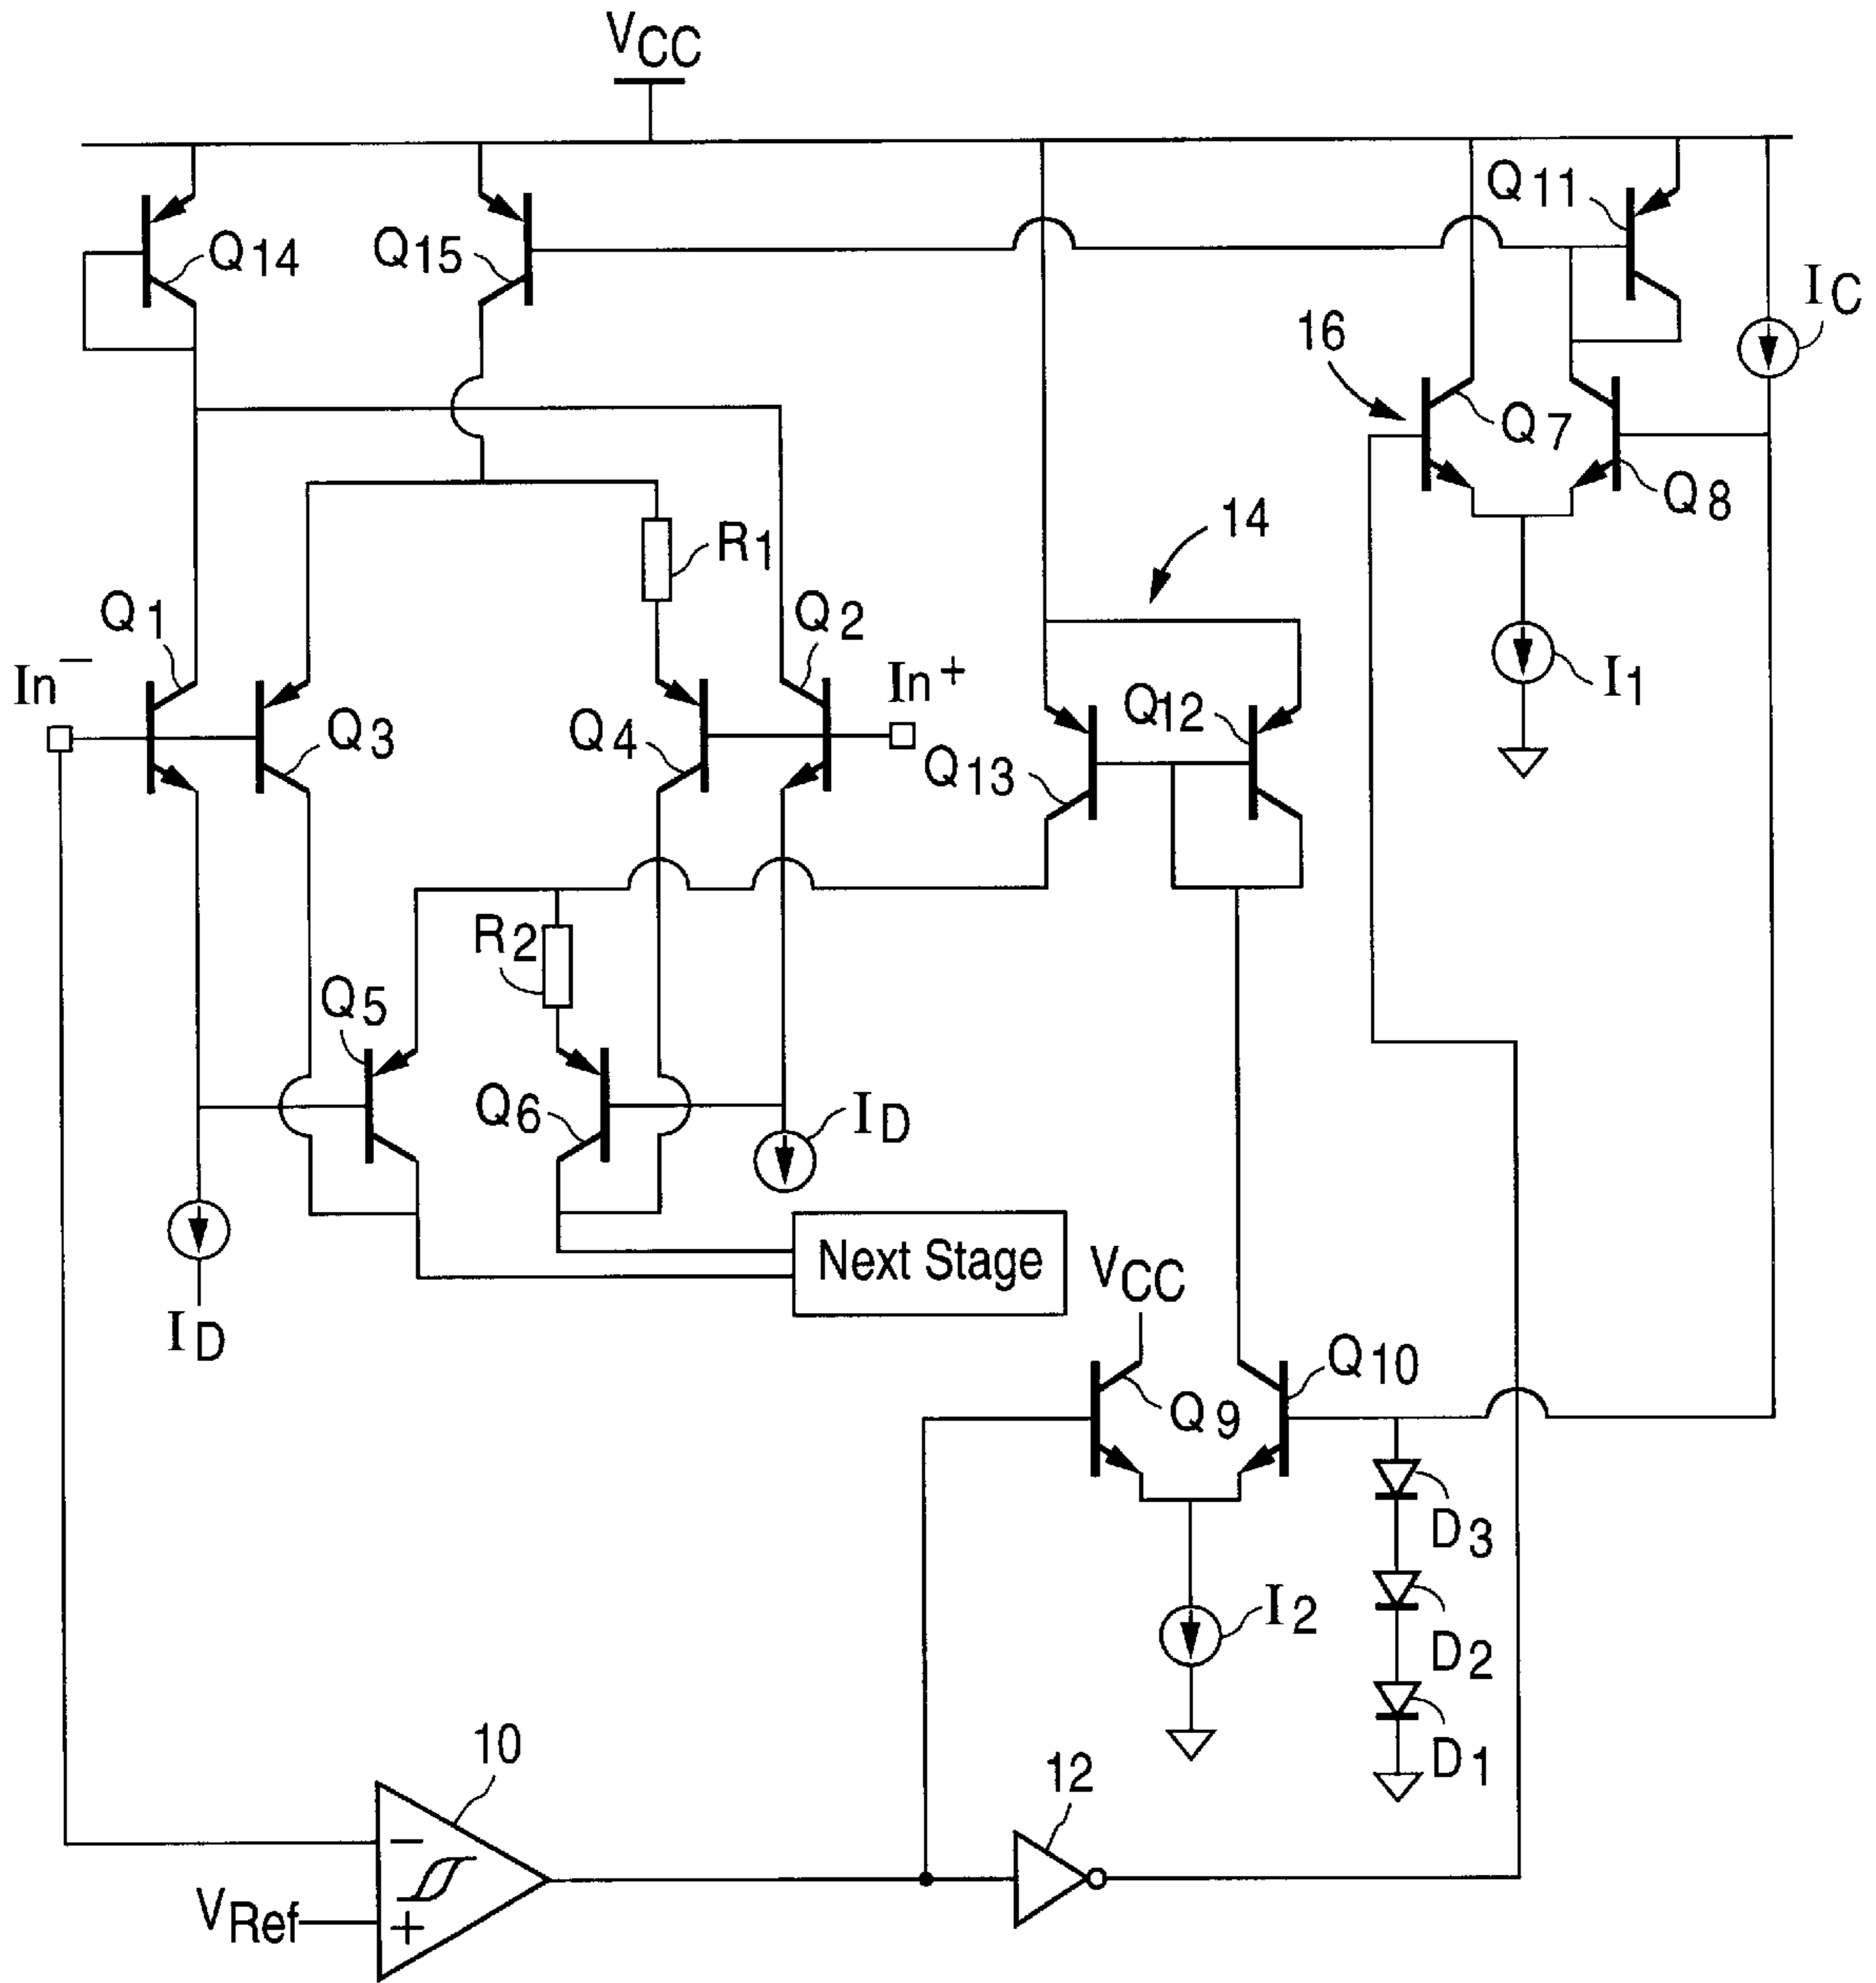 VCC
Q11
Q14
Q15
IC
16
Q7
Q8
14
R1
Q1
Q2
In−
In+
I1
Q12
Q3
Q4
Q13
R2
Q5
Q6
ID
Next Stage
VCC
ID
Q10
Q9
D3
I2
D2
10
12
D1
−
VRef
+